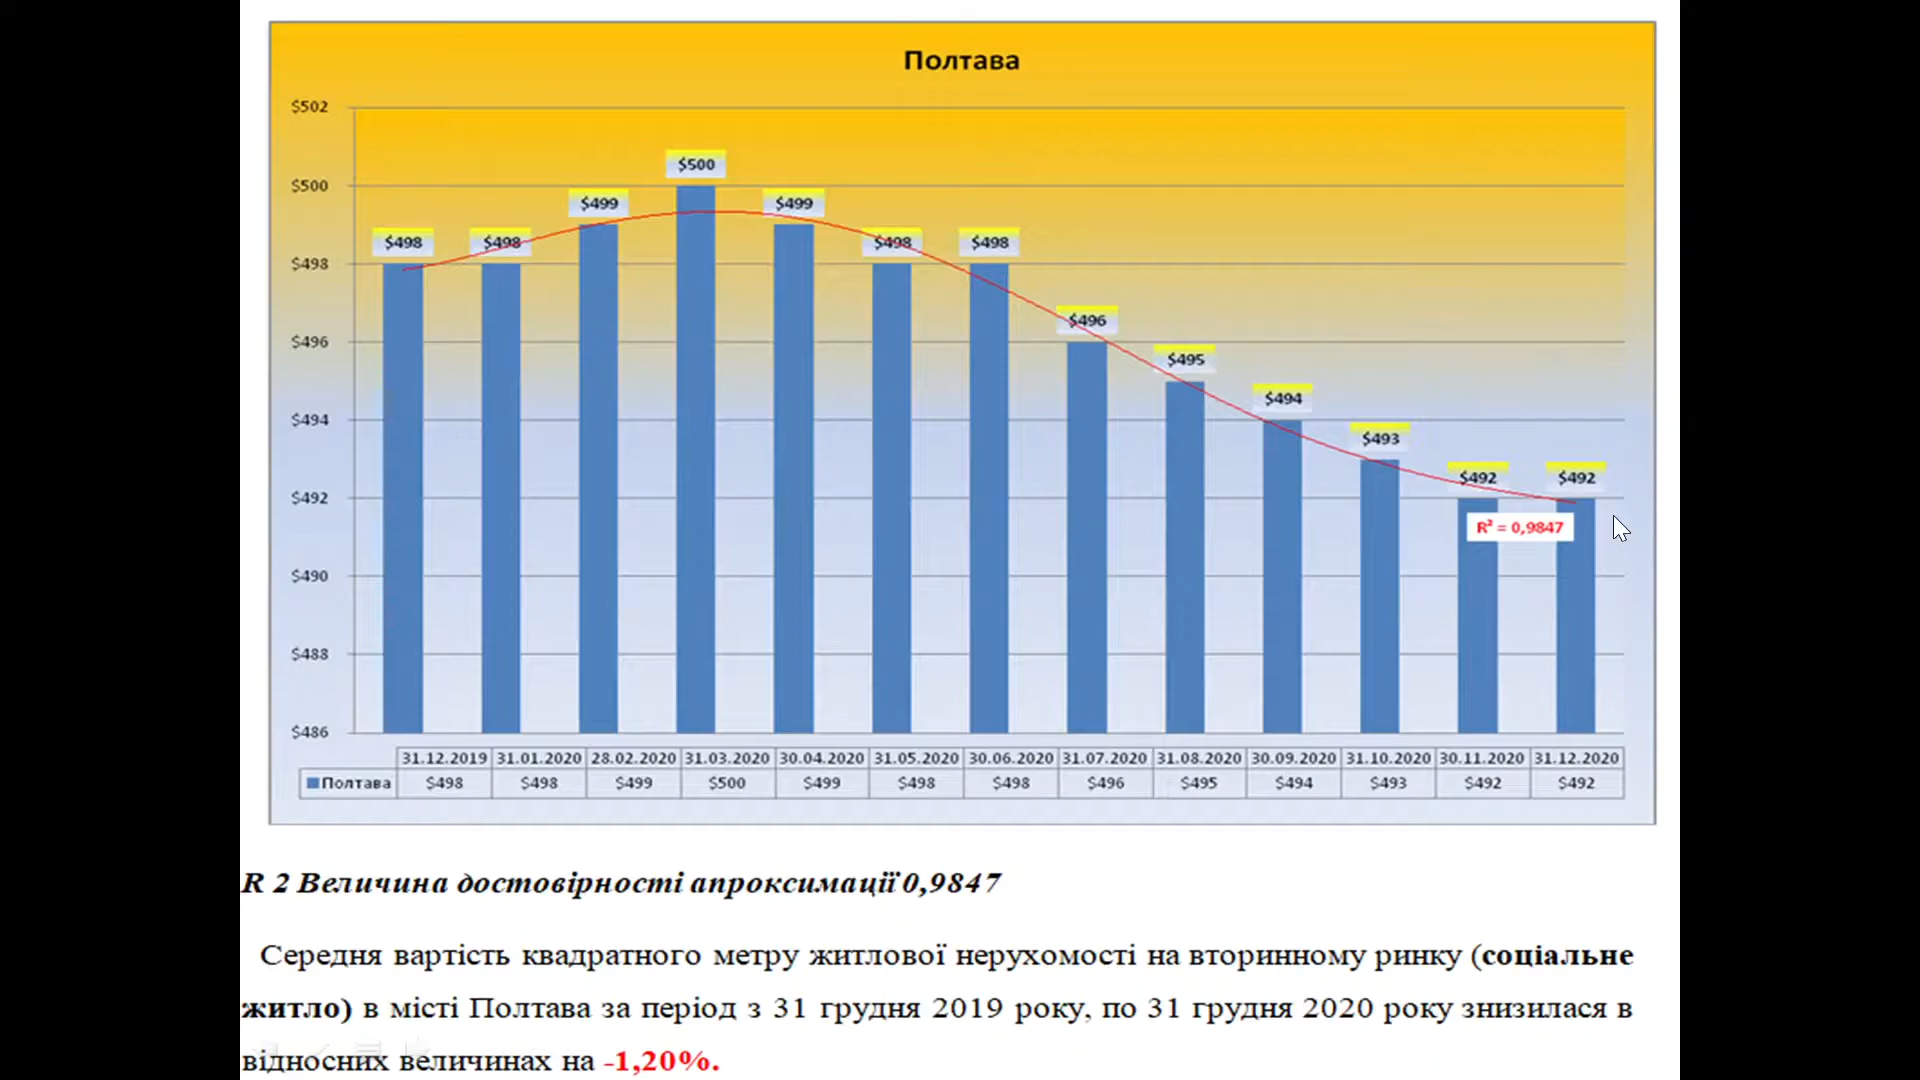 Полтава
$502
$500
$498
$496
$494
$492
$490
$488
$486
$498
$498
$499
$500
$499
$498
$498
$496
$495
$494
$493
$492
$492
R² = 0,9847
31.12.2019 31.01.2020 28.02.2020 31.03.2020 30.04.2020 31.05.2020 30.06.2020 31.07.2020 31.08.2020 30.09.2020 31.10.2020 30.11.2020 31.12.2020
Полтава $498 $498 $499 $500 $499 $498 $498 $496 $495 $494 $493 $492 $492
R 2 Величина достовірності апроксимації 0,9847
Середня вартість квадратного метру житлової нерухомості на вторинному ринку (соціальне
житло) в місті Полтава за період з 31 грудня 2019 року, по 31 грудня 2020 року знизилася в
відносних величинах на -1,20%.